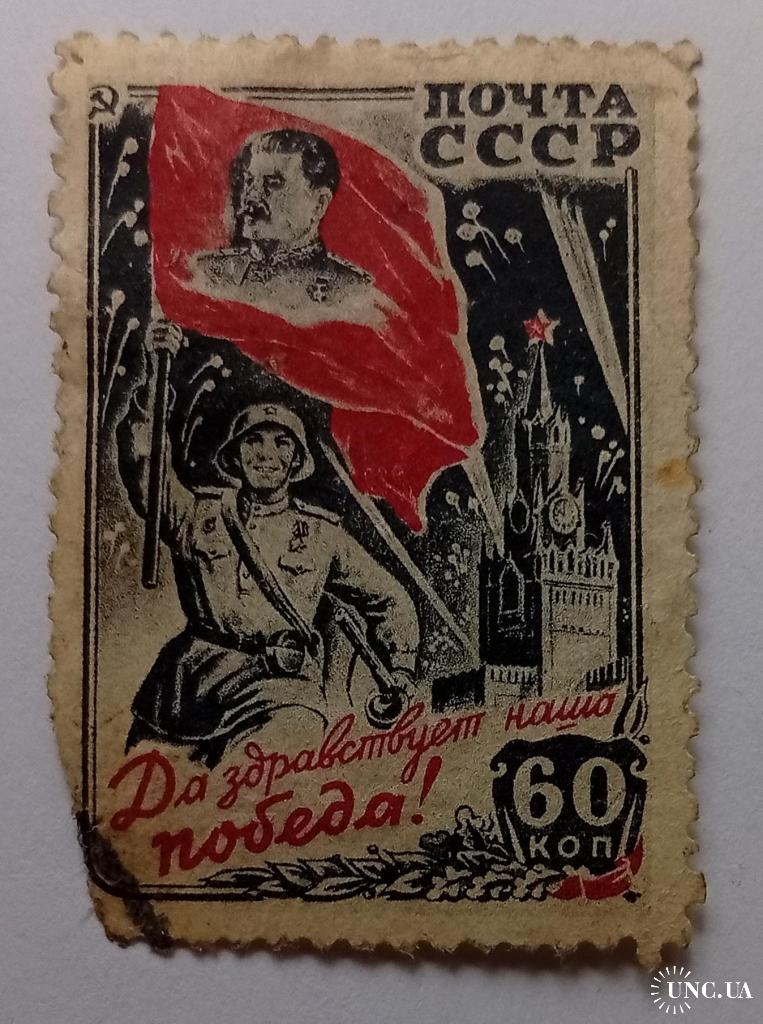 ПОЧТА
СССР
Да здравствует наша
победа!
60
КОП
UNC.UA